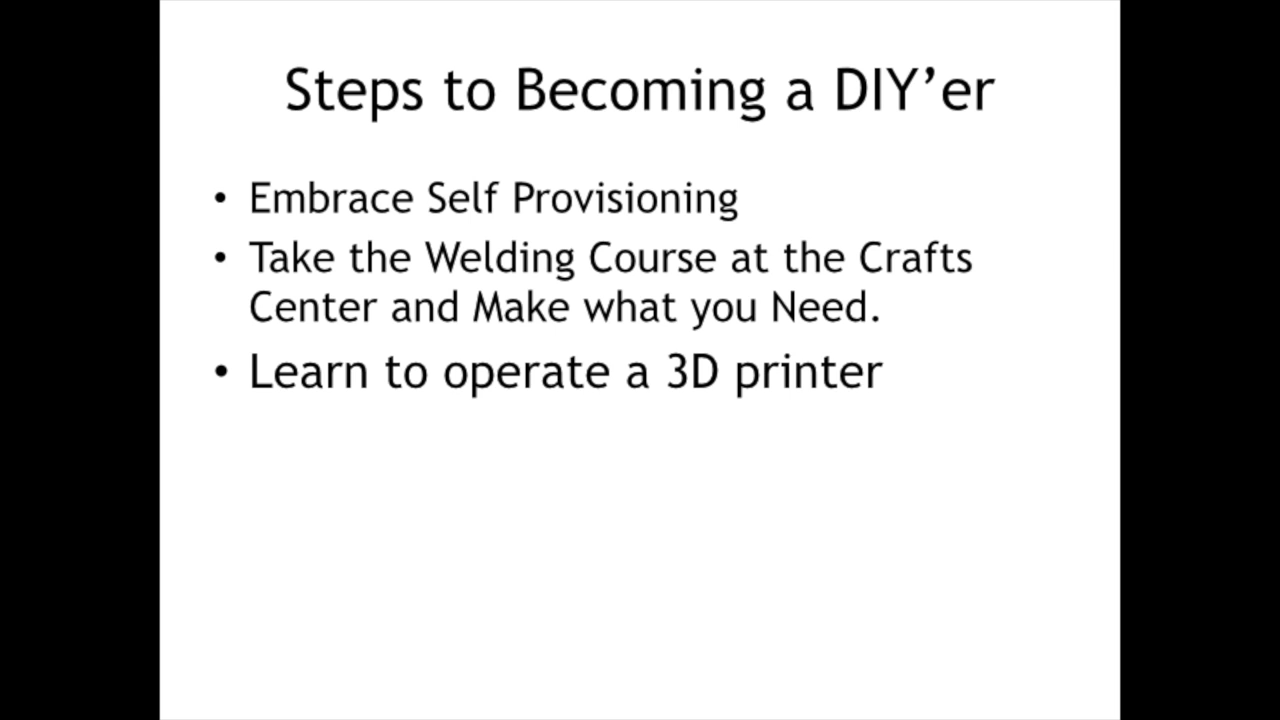 Steps to Becoming a DIY’er
• Embrace Self Provisioning
• Take the Welding Course at the Crafts
Center and Make what you Need.
• Learn to operate a 3D printer